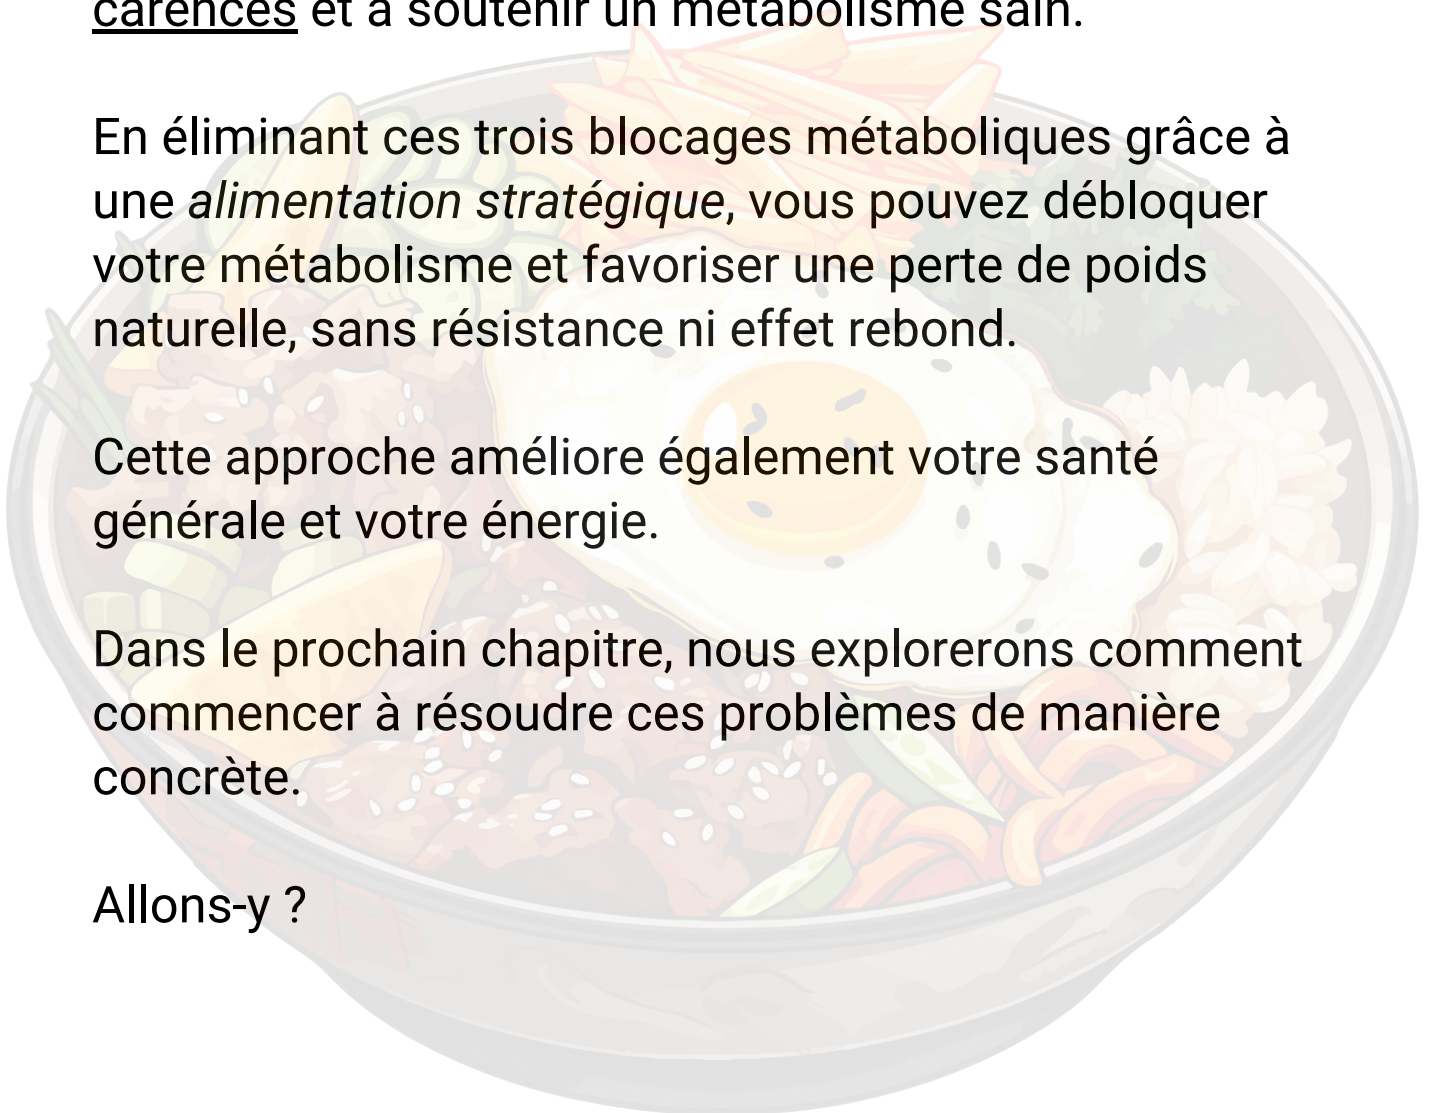 carences et à soutenir un métabolisme sain.
En éliminant ces trois blocages métaboliques grâce à
une alimentation stratégique, vous pouvez débloquer
votre métabolisme et favoriser une perte de poids
naturelle, sans résistance ni effet rebond.
Cette approche améliore également votre santé
générale et votre énergie.
Dans le prochain chapitre, nous explorerons comment
commencer à résoudre ces problèmes de manière
concrète.
Allons-y ?